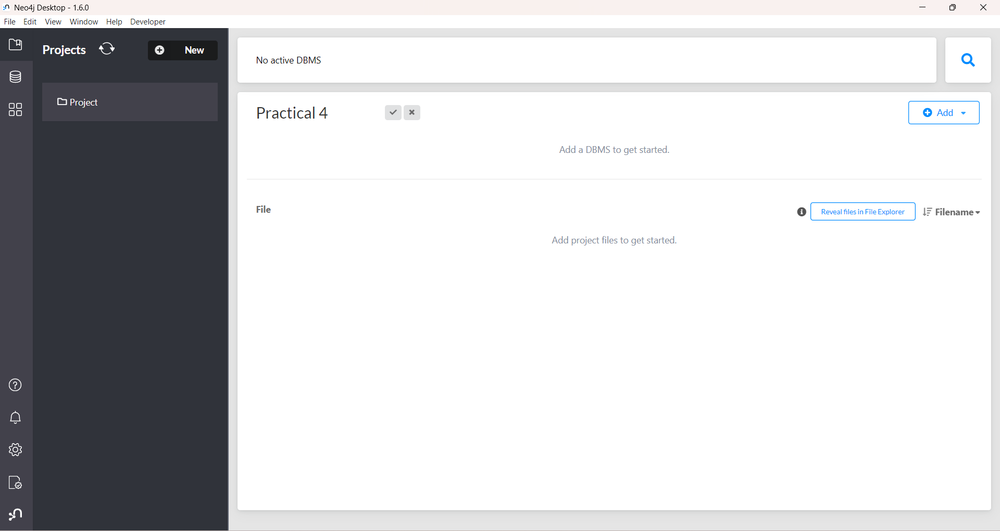 Neo4j Desktop - 1.6.0
File Edit View Window Help Developer
Projects
New
Project
No active DBMS
Practical 4
Add
Add a DBMS to get started.
File
Reveal files in File Explorer
Filename
Add project files to get started.